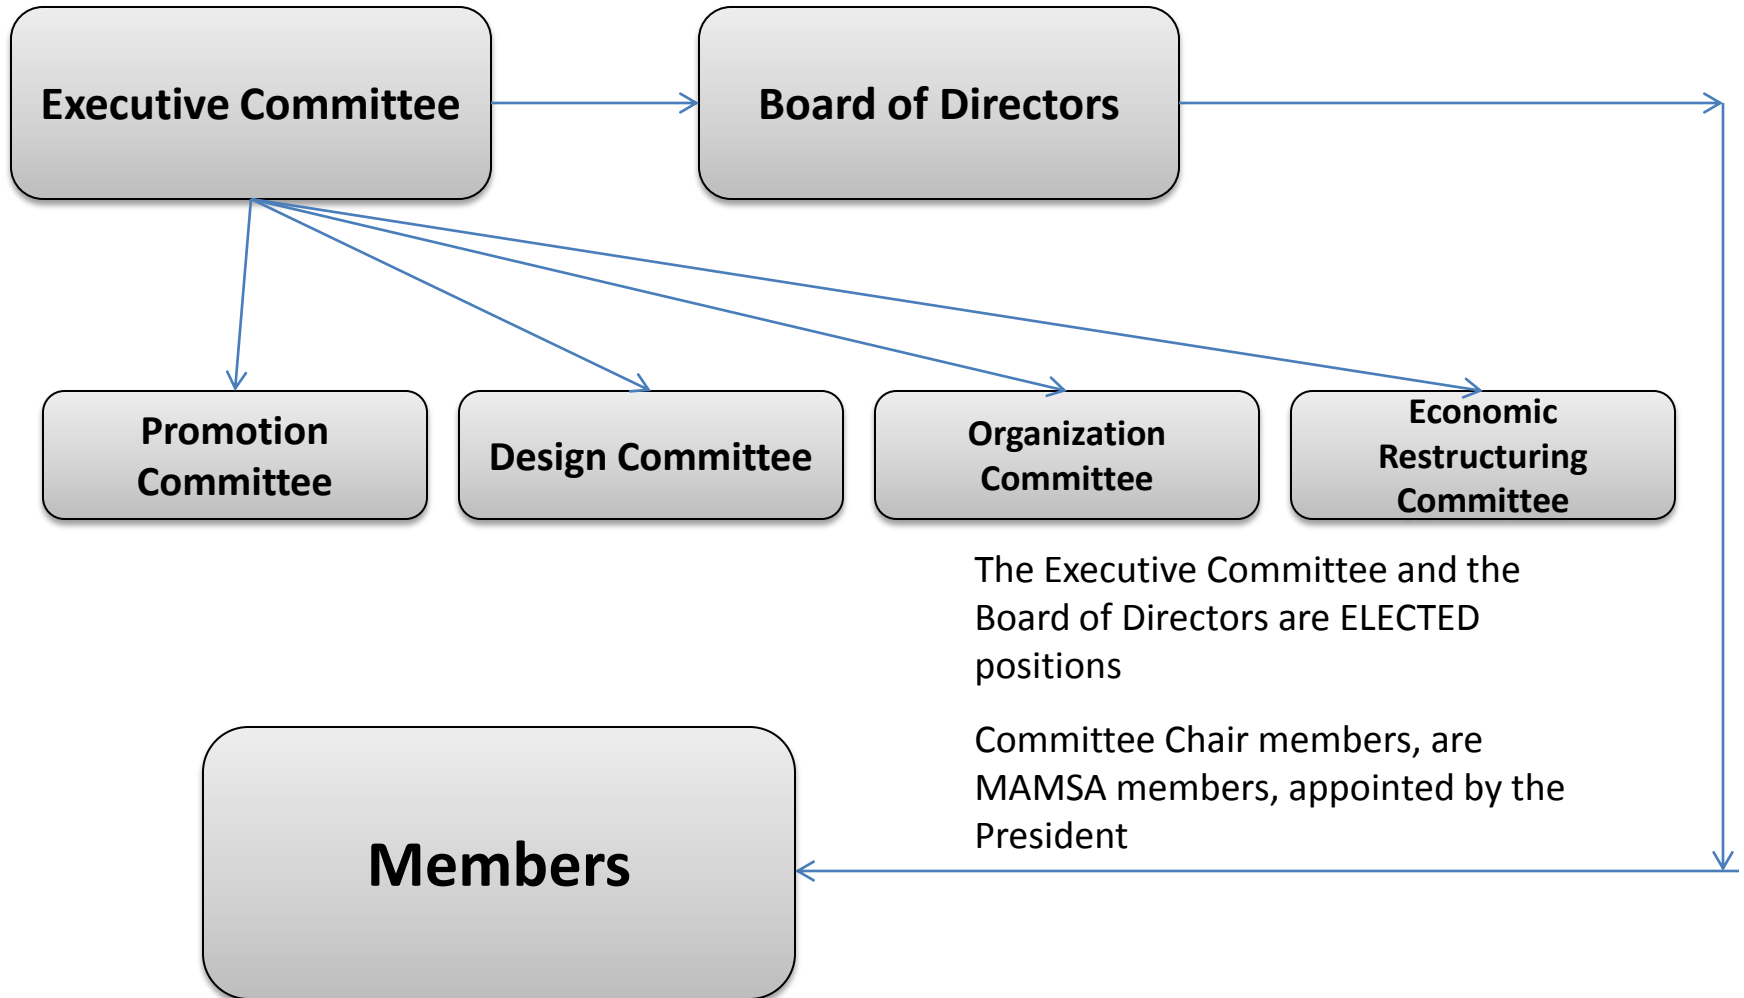 Executive Committee
Board of Directors
Promotion
Committee
Design Committee
Organization
Committee
Economic
Restructuring
Committee
The Executive Committee and the
Board of Directors are ELECTED
positions
Committee Chair members, are
MAMSA members, appointed by the
President
Members